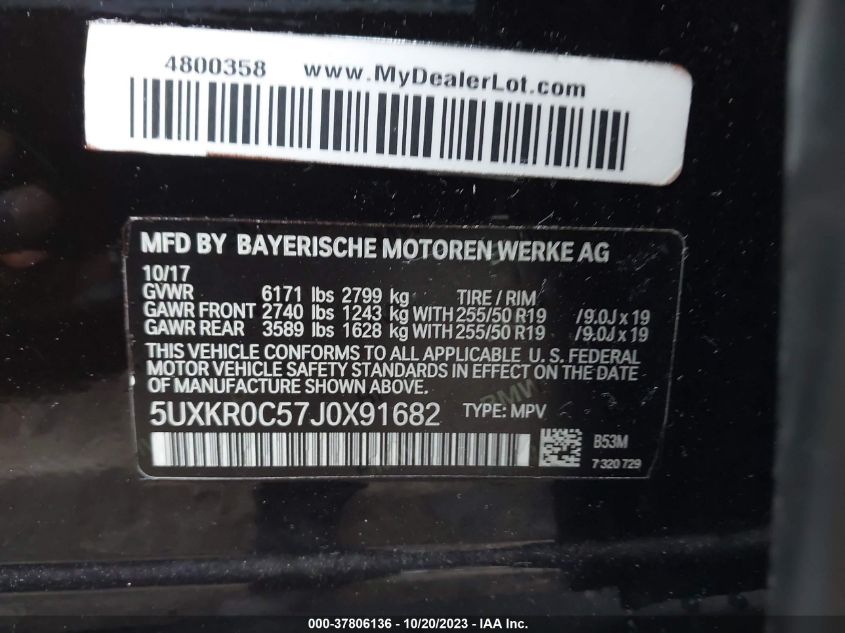 4800358 www.MyDealerLot.com
MFD BY BAYERISCHE MOTOREN WERKE AG
10/17
GVWR 6171 lbs 2799 kg TIRE / RIM
GAWR FRONT 2740 lbs 1243 kg WITH 255/50 R19 /9.0J x 19
GAWR REAR 3589 lbs 1628 kg WITH 255/50 R19 /9.0J x 19
THIS VEHICLE CONFORMS TO ALL APPLICABLE U.S. FEDERAL
MOTOR VEHICLE SAFETY STANDARDS IN EFFECT ON THE DATE
OF MANUFACTURE SHOWN ABOVE.
BMW
5UXKR0C57J0X91682 TYPE: MPV
B53M
7 320 729
000-37806136 - 10/20/2023 - IAA Inc.